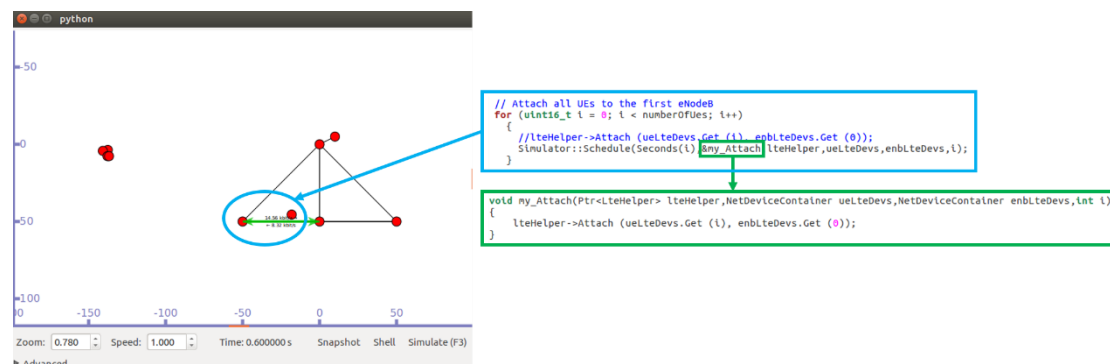 python
-50
0
50
100
00
-150
-100
-50
0
50
Zoom: 0.780 Speed: 1.000 Time: 0.600000 s Snapshot Shell Simulate (F3)
Advanced
// Attach all UEs to the first eNodeB
for (uint16_t i = 0; i < numberOfUes; i++)
{
//lteHelper->Attach (ueLteDevs.Get (i), enbLteDevs.Get (0));
Simulator::Schedule(Seconds(i),&my_Attach,lteHelper,ueLteDevs,enbLteDevs,i);
}
void my_Attach(Ptr<LteHelper> lteHelper,NetDeviceContainer ueLteDevs,NetDeviceContainer enbLteDevs,int i)
{
lteHelper->Attach (ueLteDevs.Get (i), enbLteDevs.Get (0));
}